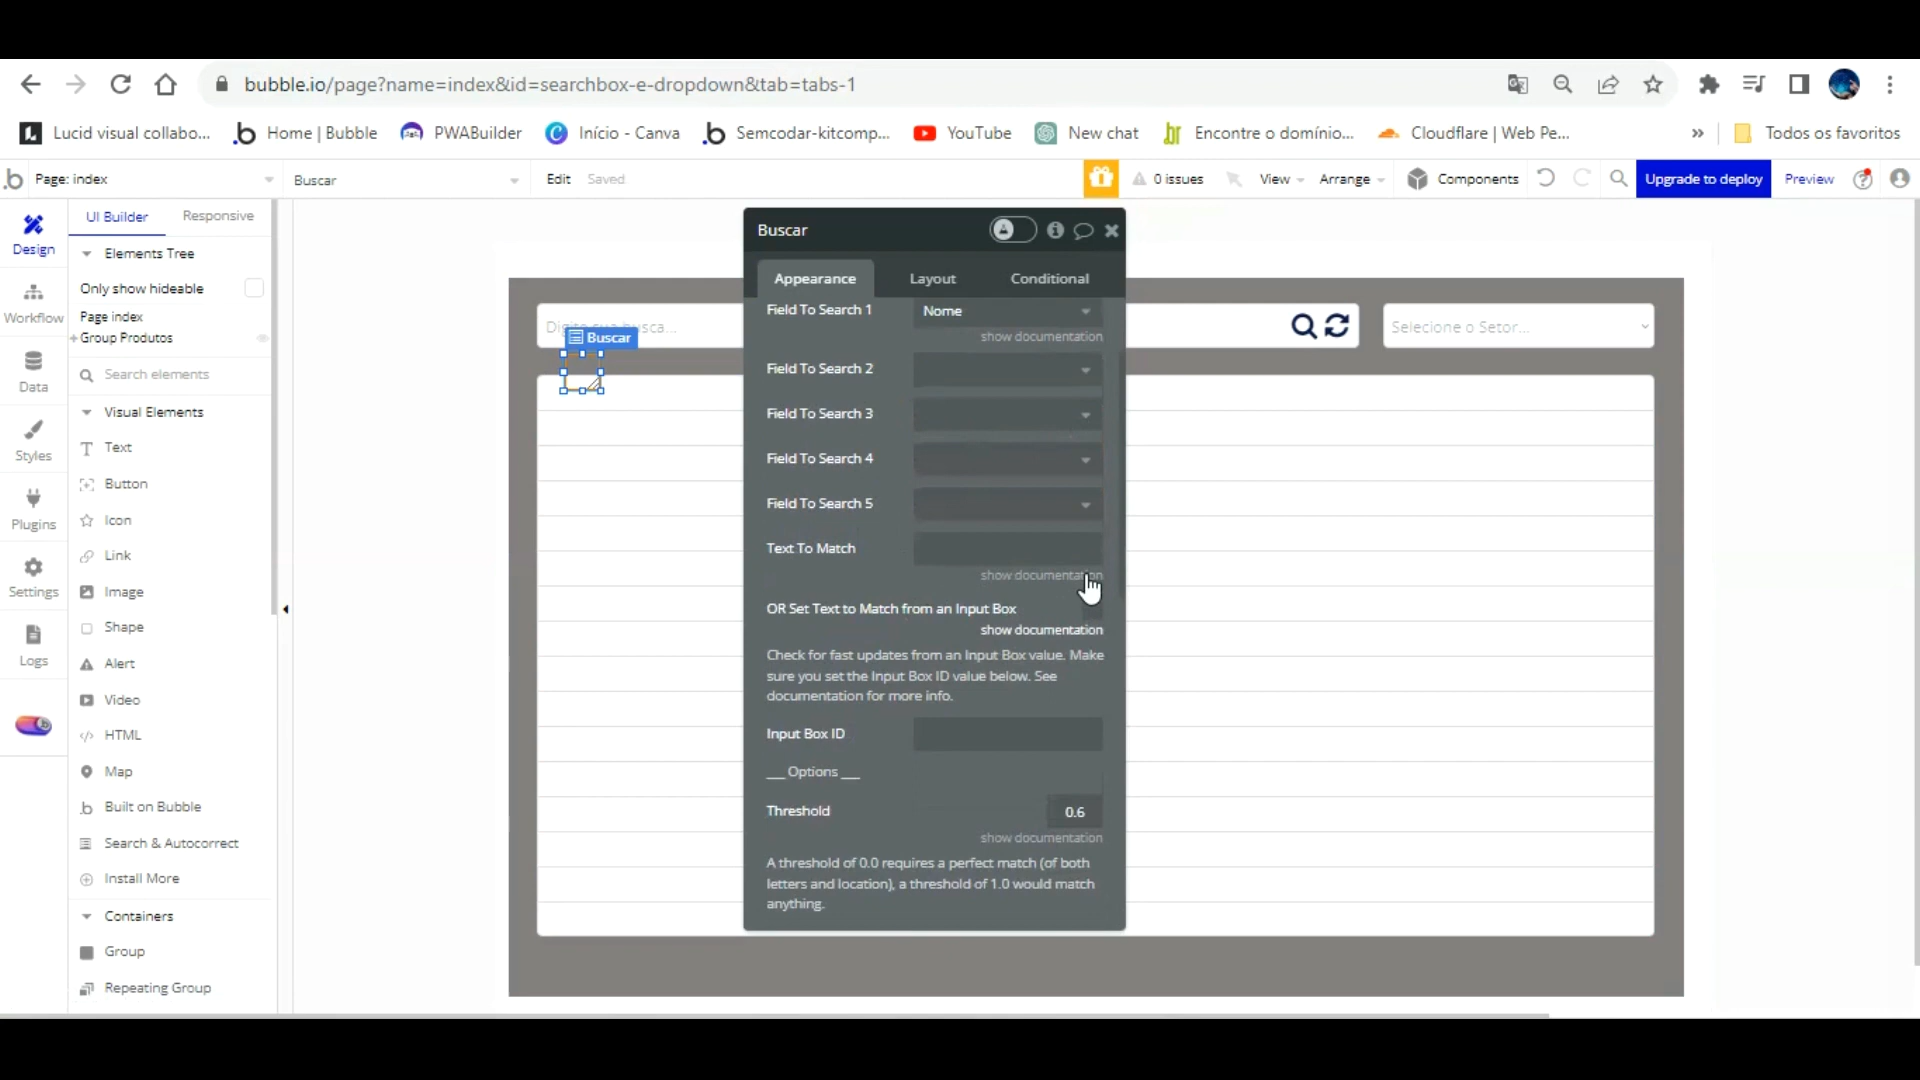 bubble.io/page?name=index&id=searchbox-e-dropdown&tab=tabs-1
Lucid visual collabo... Home | Bubble PWABuilder Início - Canva Semcodar-kitcomp... YouTube New chat Encontre o domínio... Cloudflare | Web Pe... » Todos os favoritos
Page: index Buscar Edit Saved 0 issues View Arrange Components Upgrade to deploy Preview
UI Builder Responsive
Design
Workflow
Data
Styles
Plugins
Settings
Logs
Elements Tree
Only show hideable
Page index
Group Produtos
Search elements
Visual Elements
Text
Button
Icon
Link
Image
Shape
Alert
Video
HTML
Map
Built on Bubble
Search & Autocorrect
Install More
Containers
Group
Repeating Group
Buscar
Selecione o Setor...
Buscar
Appearance Layout Conditional
Field To Search 1 Nome
show documentation
Field To Search 2
Field To Search 3
Field To Search 4
Field To Search 5
Text To Match
show documentation
OR Set Text to Match from an Input Box
show documentation
Check for fast updates from an Input Box value. Make
sure you set the Input Box ID value below. See
documentation for more info.
Input Box ID
___ Options ___
Threshold 0.6
show documentation
A threshold of 0.0 requires a perfect match (of both
letters and location), a threshold of 1.0 would match
anything.